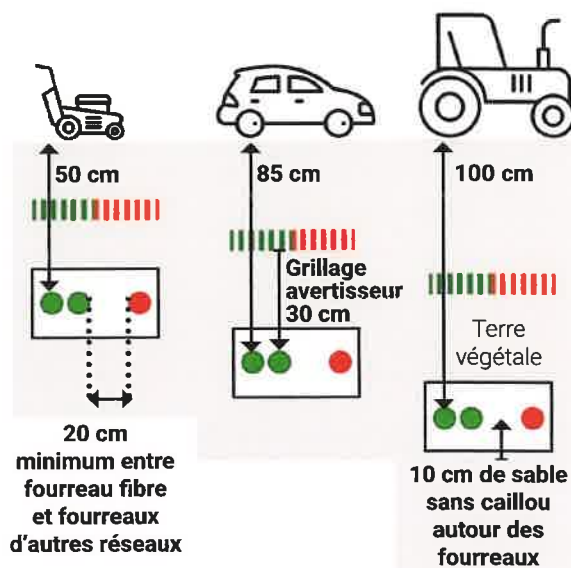 50 cm
85 cm
100 cm
Grillage
avertisseur
30 cm
Terre
végétale
20 cm
minimum entre
fourreau fibre
et fourreaux
d'autres réseaux
10 cm de sable
sans caillou
autour des
fourreaux